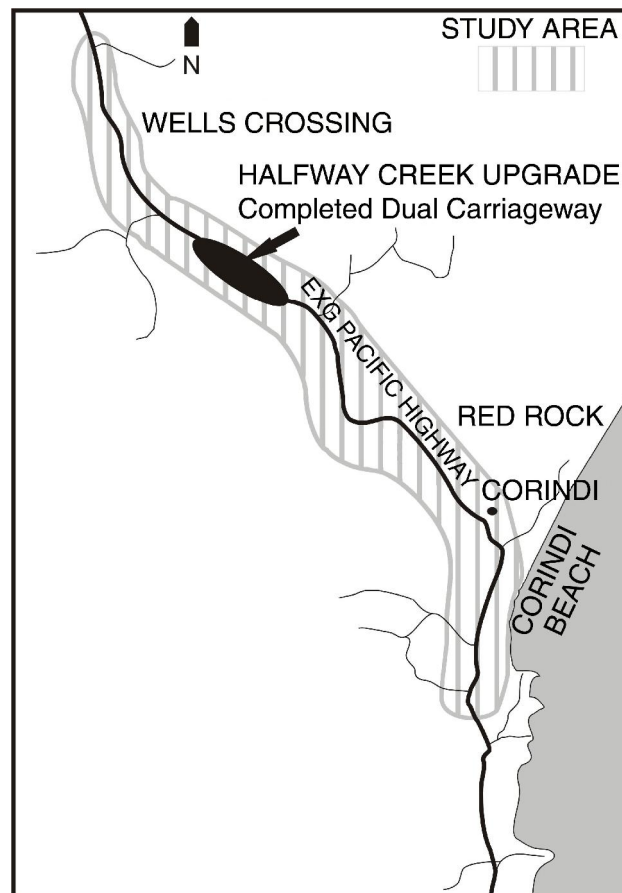 STUDY AREA
N
WELLS CROSSING
HALFWAY CREEK UPGRADE
Completed Dual Carriageway
EXG PACIFIC HIGHWAY
RED ROCK
CORINDI
CORINDI
BEACH